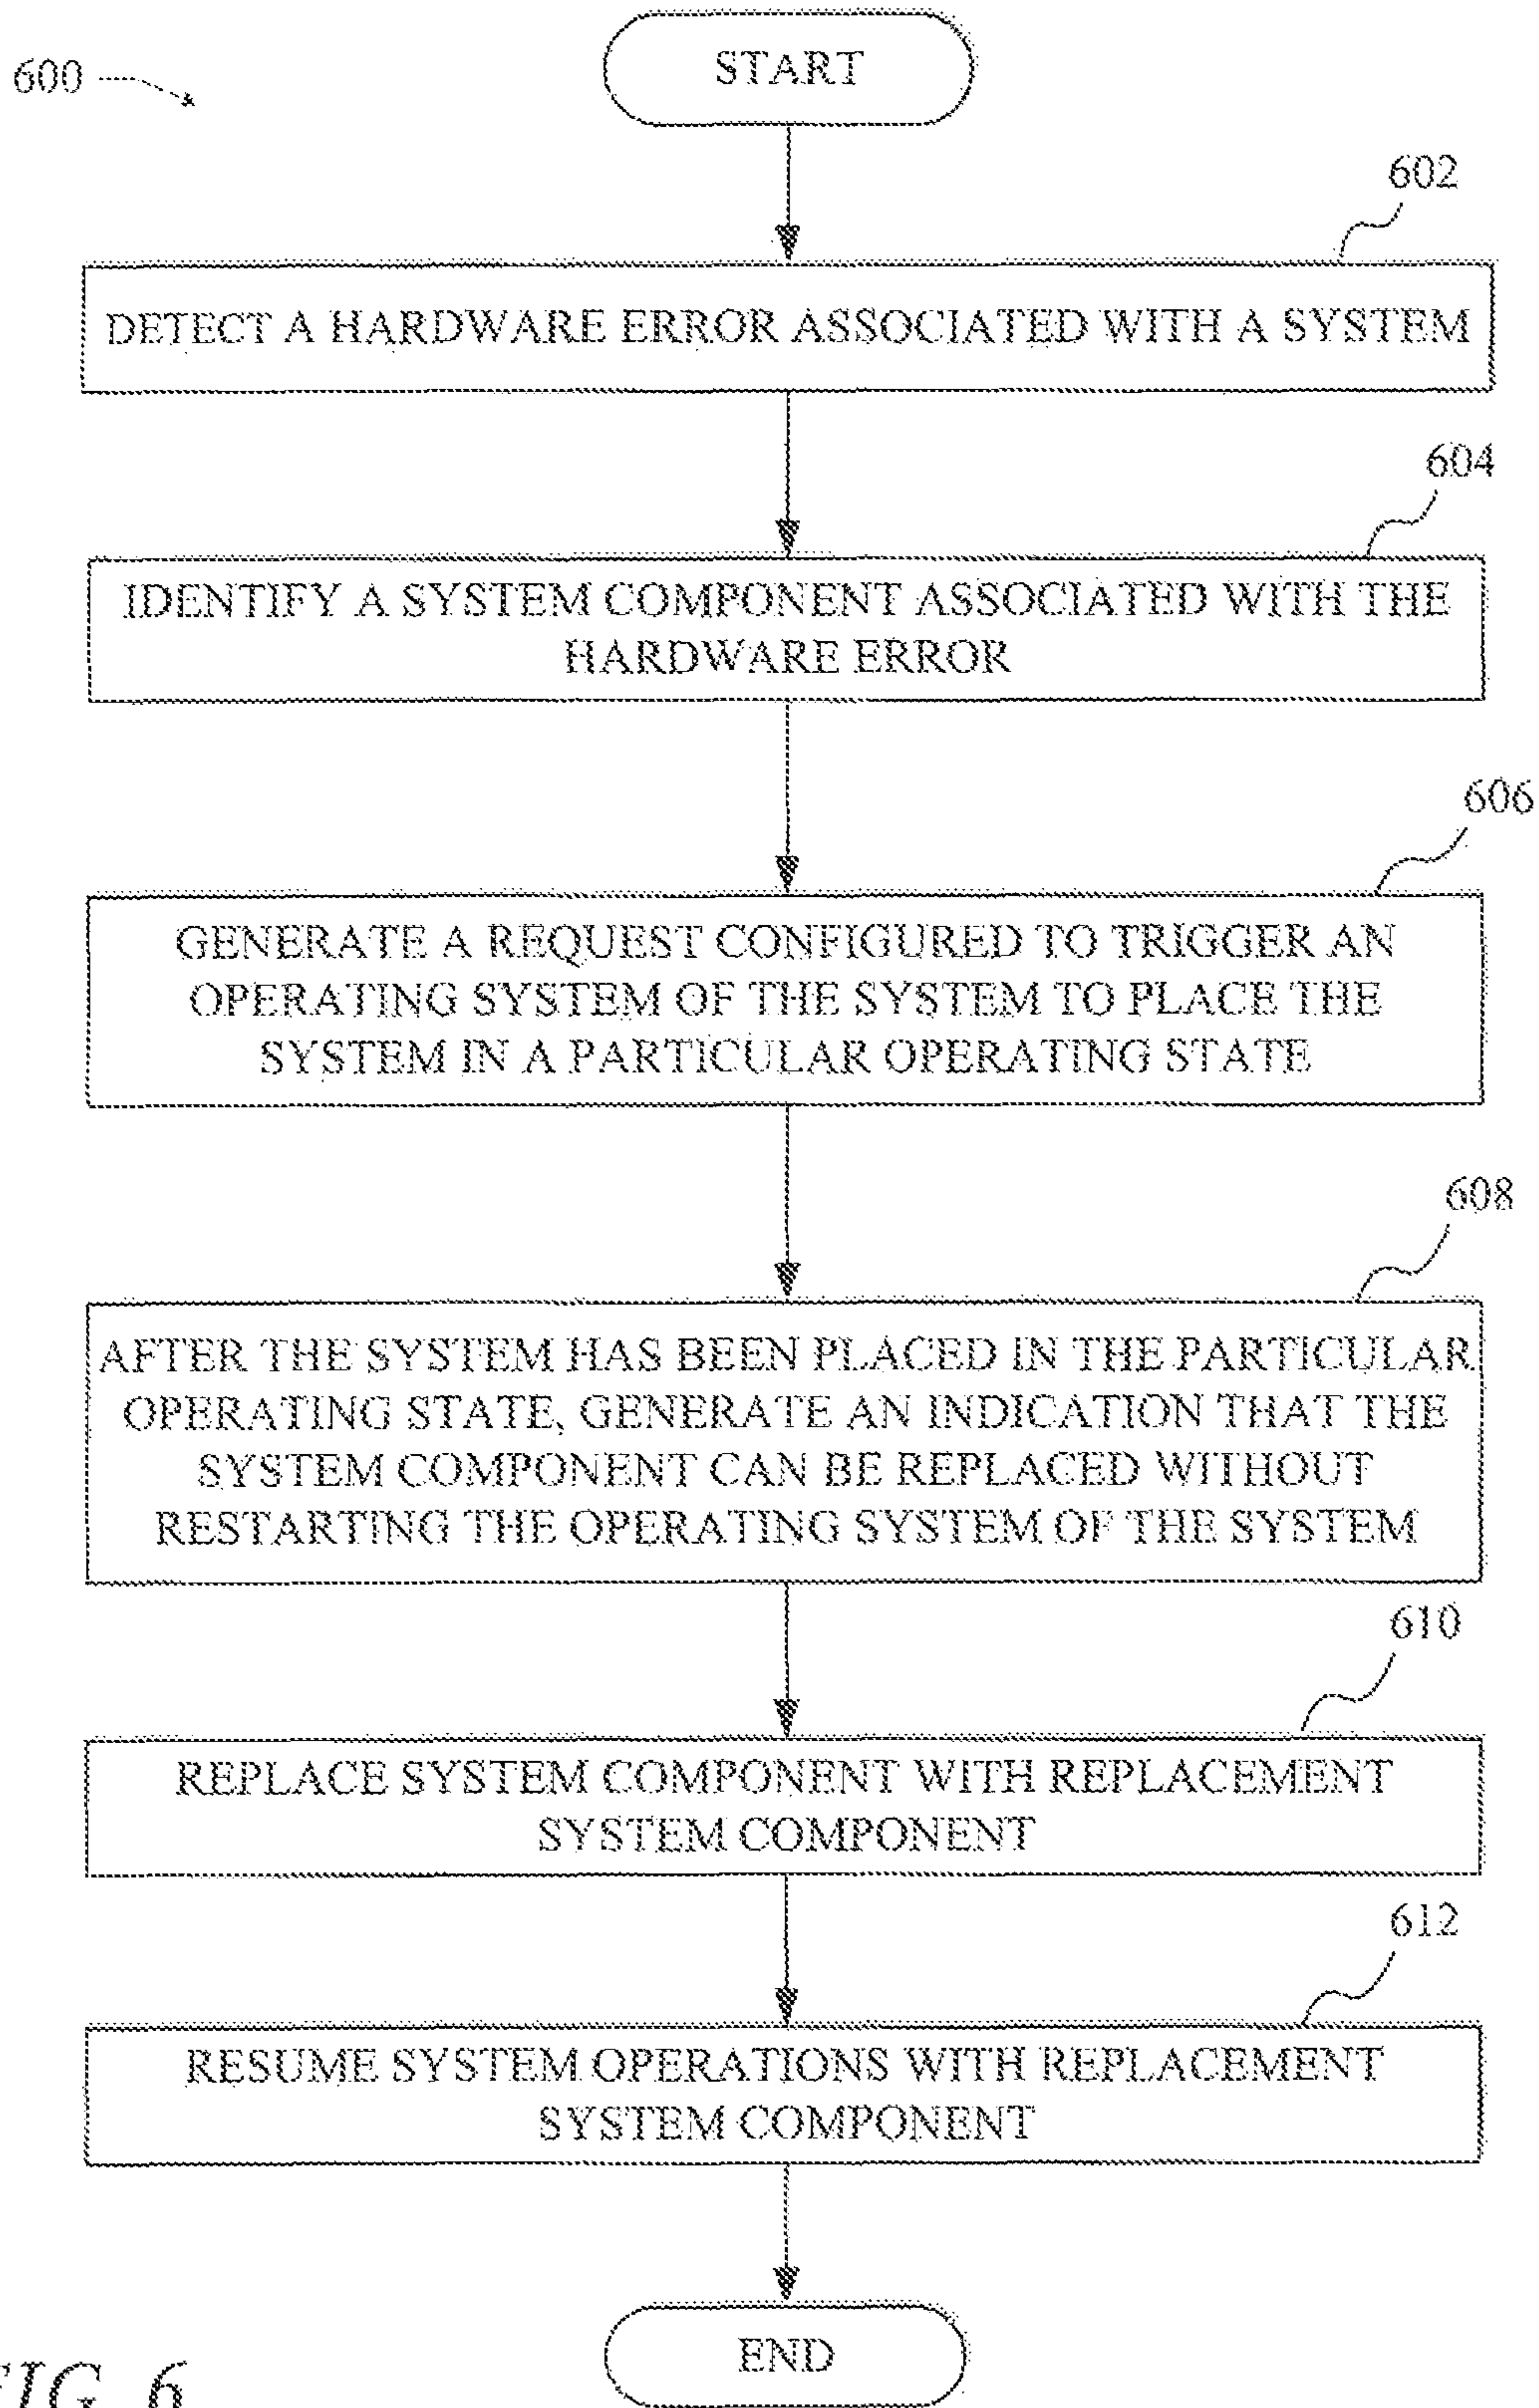 START
600
602
DETECT A HARDWARE ERROR ASSOCIATED WITH A SYSTEM
604
IDENTIFY A SYSTEM COMPONENT ASSOCIATED WITH THE
HARDWARE ERROR
606
GENERATE A REQUEST CONFIGURED TO TRIGGER AN
OPERATING SYSTEM OF THE SYSTEM TO PLACE THE
SYSTEM IN A PARTICULAR OPERATING STATE
608
AFTER THE SYSTEM HAS BEEN PLACED IN THE PARTICULAR
OPERATING STATE, GENERATE AN INDICATION THAT THE
SYSTEM COMPONENT CAN BE REPLACED WITHOUT
RESTARTING THE OPERATING SYSTEM OF THE SYSTEM
610
REPLACE SYSTEM COMPONENT WITH REPLACEMENT
SYSTEM COMPONENT
612
RESUME SYSTEM OPERATIONS WITH REPLACEMENT
SYSTEM COMPONENT
END
FIG. 6